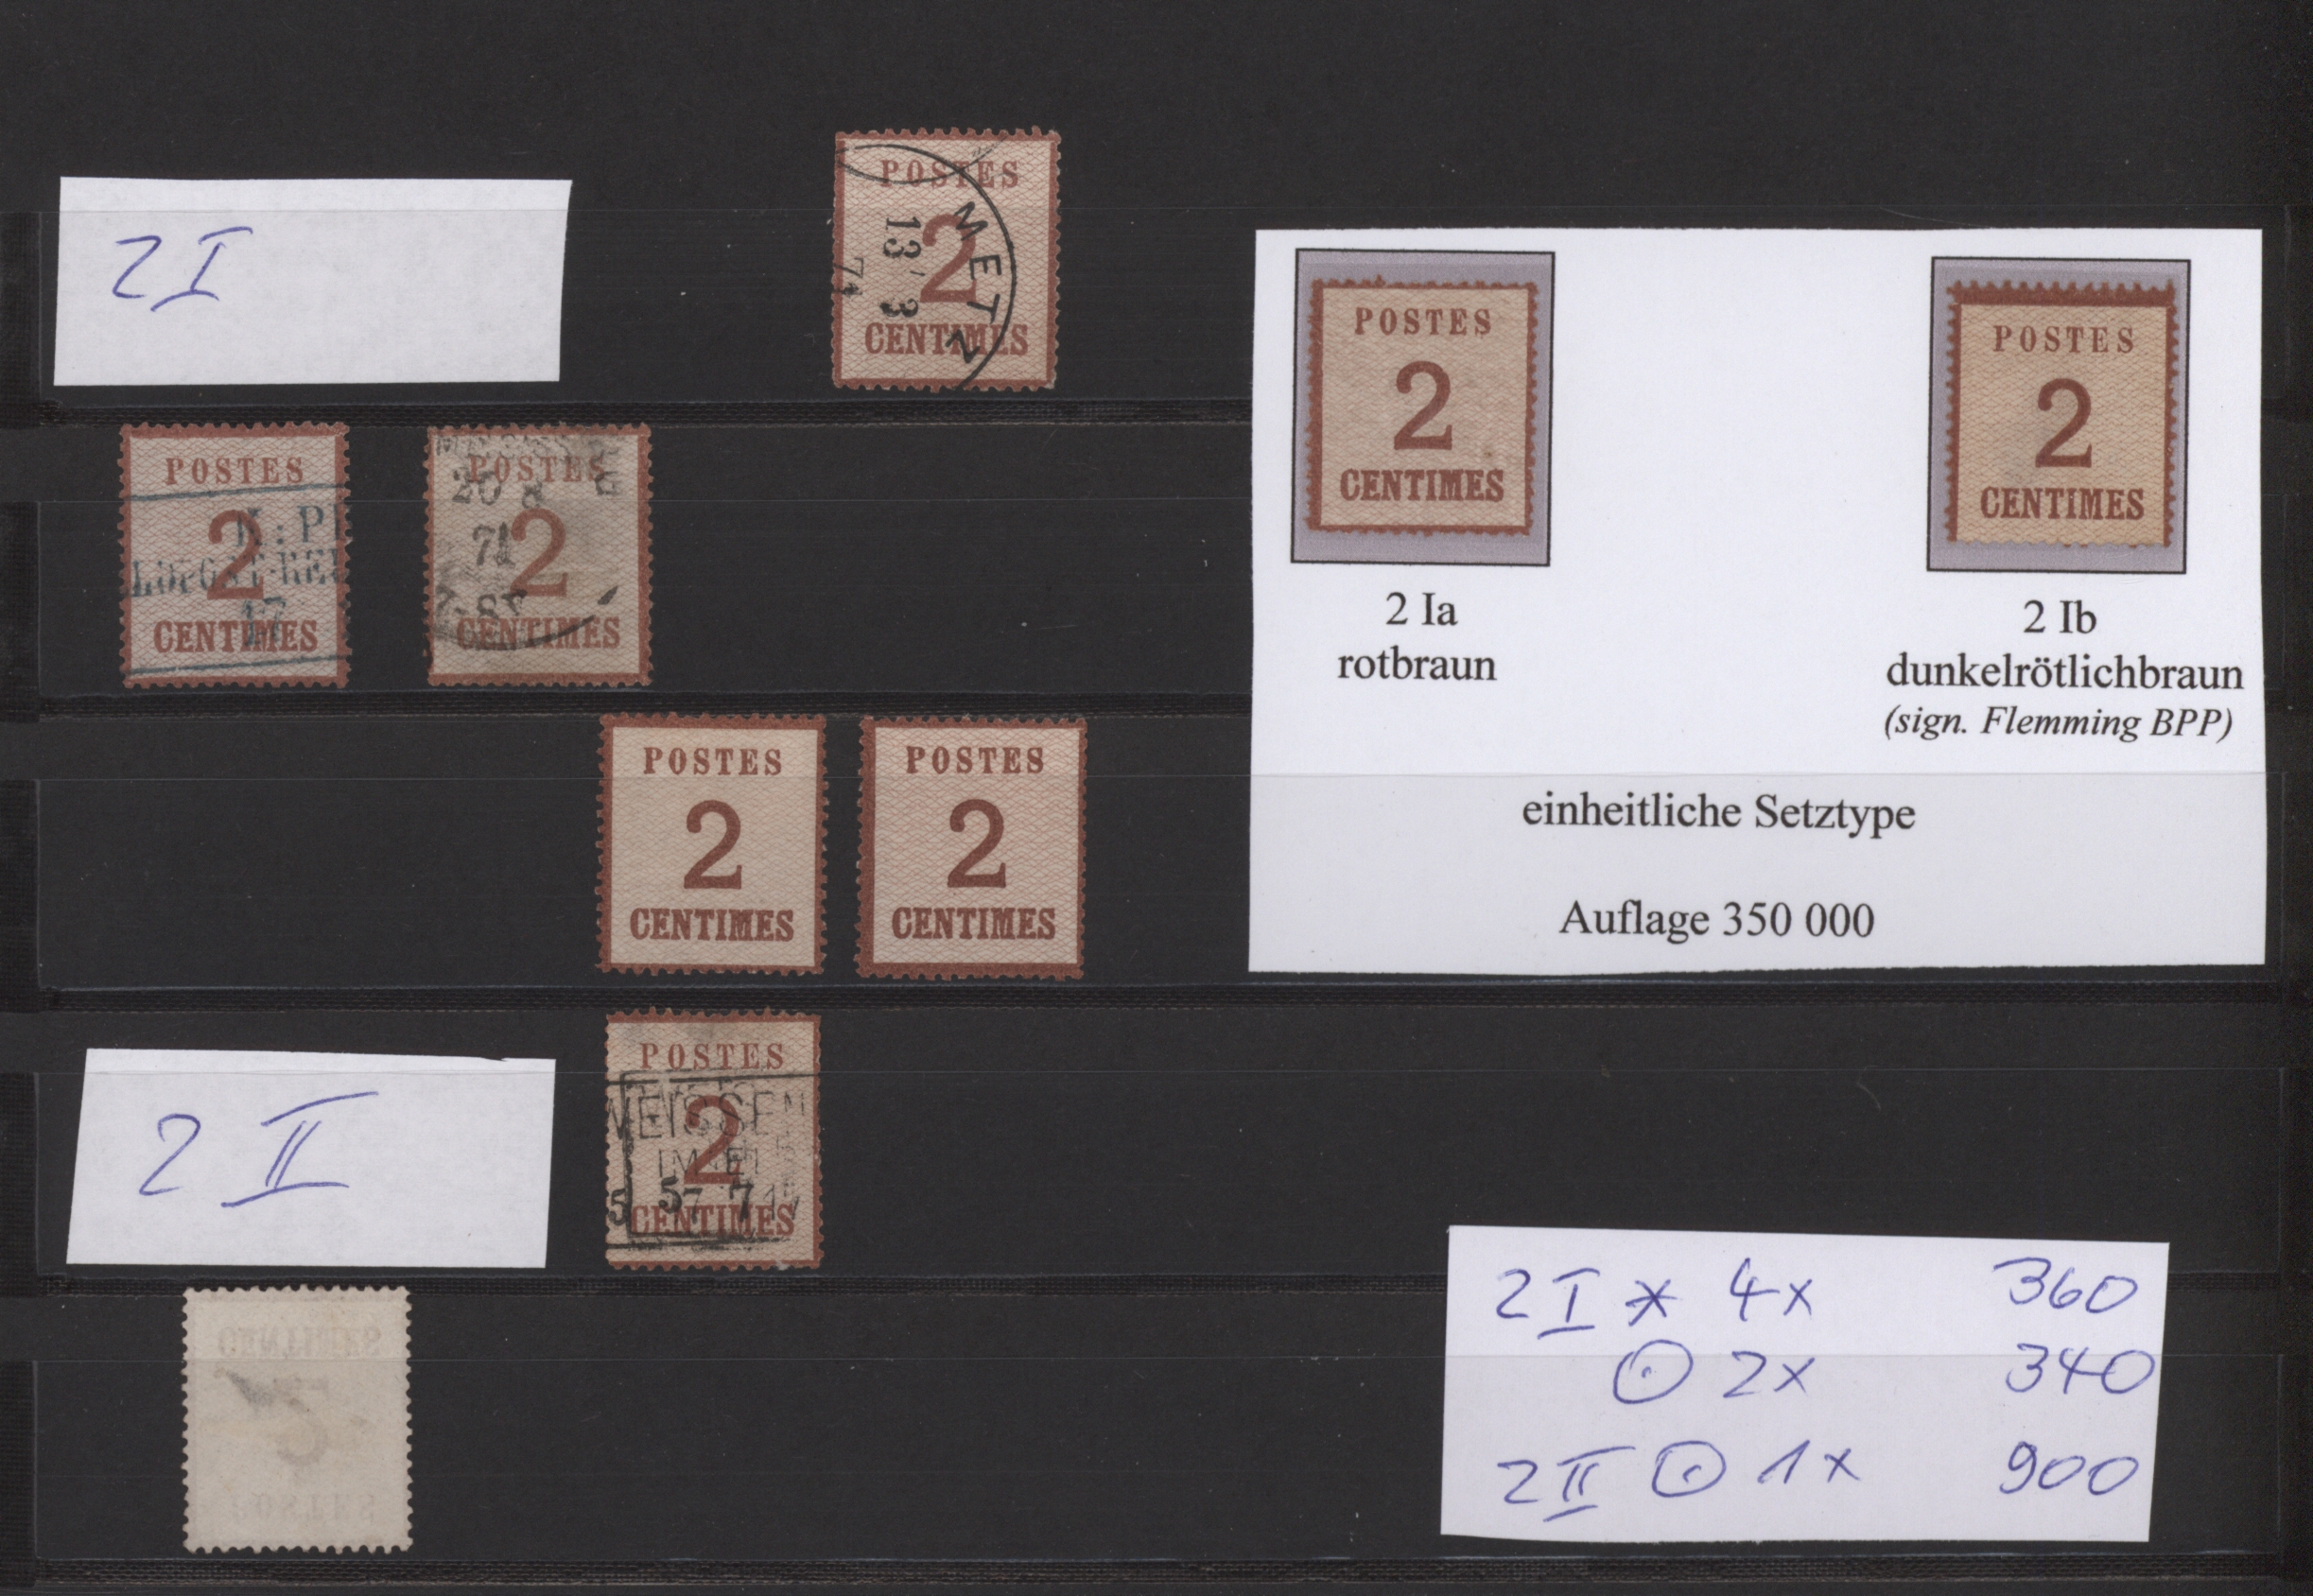 2 I
POSTES
2
CENTIMES
METZ
13 3
71
POSTES
2
CENTIMES
17
POSTES
2
CENTIMES
20 8
71
POSTES
2
CENTIMES
POSTES
2
CENTIMES
POSTES
2
CENTIMES
2 Ia
rotbraun
POSTES
2
CENTIMES
2 Ib
dunkelrötlichbraun
(sign. Flemming BPP)
einheitliche Setztype
Auflage 350 000
2 II
POSTES
2
CENTIMES
WEISSEN
2 I * 4x 360
⊙ 2x 340
2 II ⊙ 1x 900